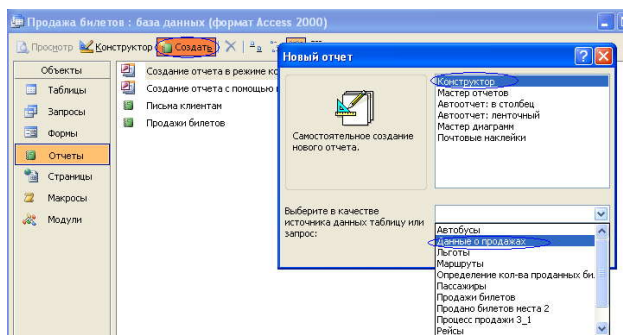 Продажа билетов : база данных (формат Access 2000)
Просмотр Конструктор Создать
Объекты
Таблицы
Запросы
Формы
Отчеты
Страницы
Макросы
Модули
Создание отчета в режиме ко
Создание отчета с помощью
Письма клиентам
Продажи билетов
Новый отчет
Самостоятельное создание
нового отчета.
Конструктор
Мастер отчетов
Автоотчет: в столбец
Автоотчет: ленточный
Мастер диаграмм
Почтовые наклейки
Выберите в качестве
источника данных таблицу или
запрос:
Автобусы
Данные о продажах
Льготы
Маршруты
Определение кол-ва проданных би
Пассажиры
Продажи билетов
Продано билетов места 2
Процесс продажи 3_1
Рейсы